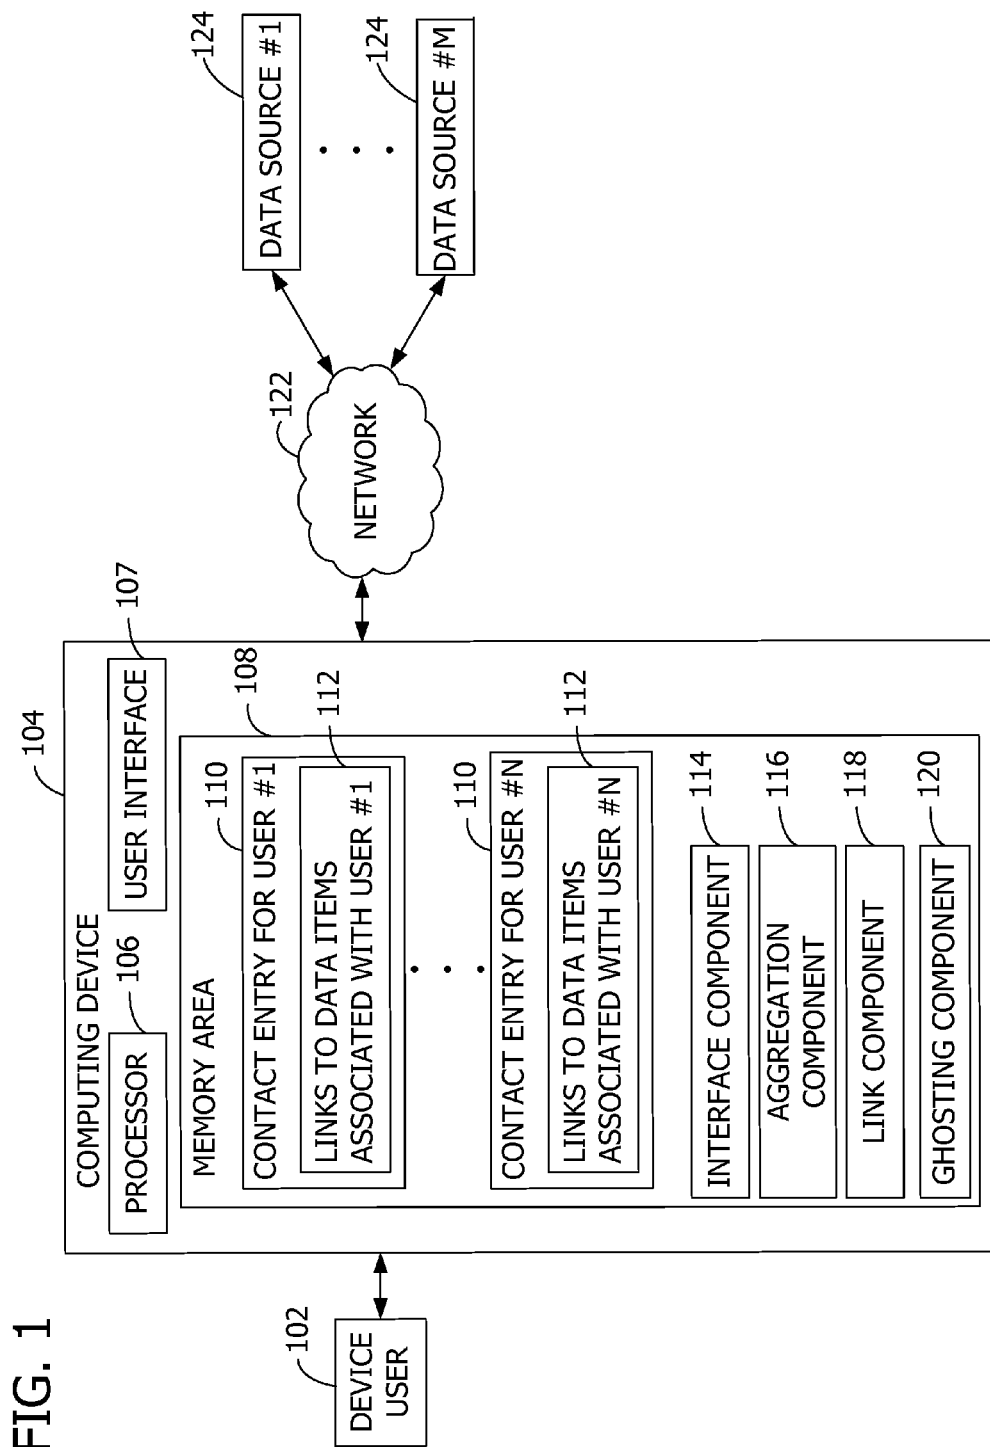 FIG. 1
102
DEVICE
USER
104
COMPUTING DEVICE
106
PROCESSOR
107
USER INTERFACE
108
MEMORY AREA
110
CONTACT ENTRY FOR USER #1
112
LINKS TO DATA ITEMS
ASSOCIATED WITH USER #1
110
CONTACT ENTRY FOR USER #N
112
LINKS TO DATA ITEMS
ASSOCIATED WITH USER #N
INTERFACE COMPONENT
114
AGGREGATION
COMPONENT
116
LINK COMPONENT
118
GHOSTING COMPONENT
120
122
NETWORK
124
DATA SOURCE #1
124
DATA SOURCE #M